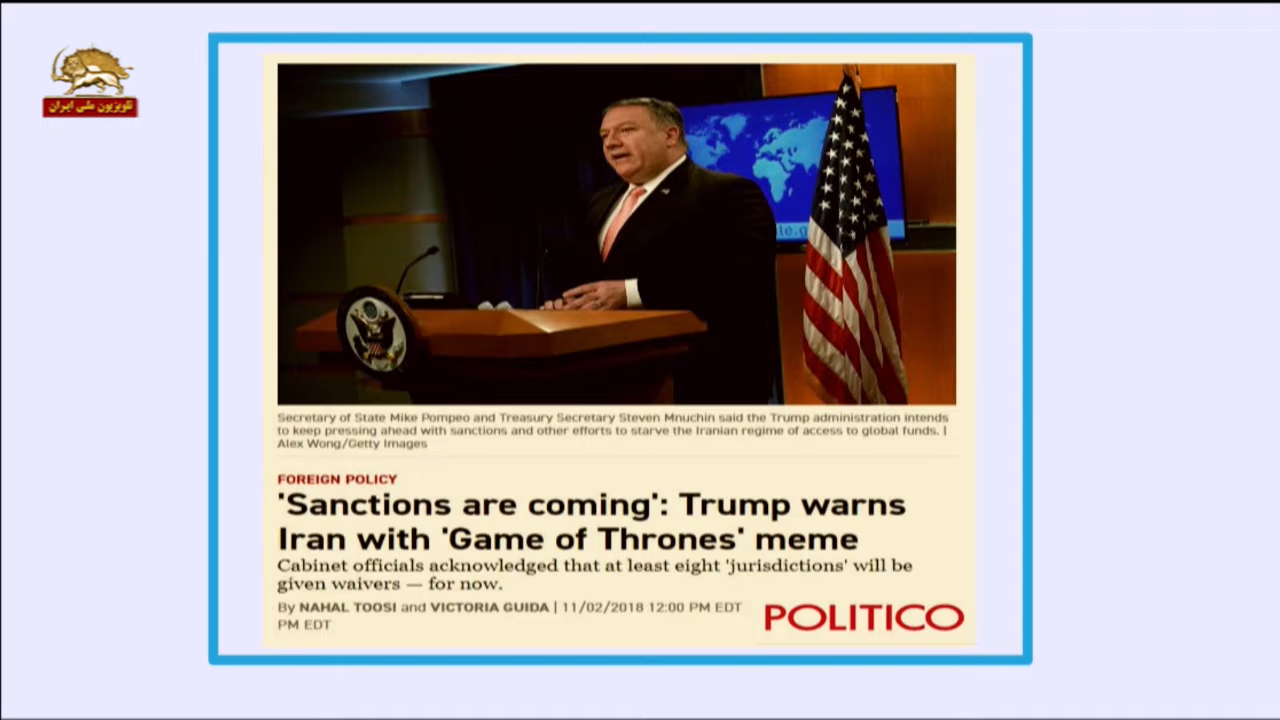 تلویزیون ملی ایران
te.g
Secretary of State Mike Pompeo and Treasury Secretary Steven Mnuchin said the Trump administration intends
to keep pressing ahead with sanctions and other efforts to starve the Iranian regime of access to global funds. |
Alex Wong/Getty Images
FOREIGN POLICY
'Sanctions are coming': Trump warns
Iran with 'Game of Thrones' meme
Cabinet officials acknowledged that at least eight 'jurisdictions' will be
given waivers — for now.
By NAHAL TOOSI and VICTORIA GUIDA | 11/02/2018 12:00 PM EDT
PM EDT
POLITICO